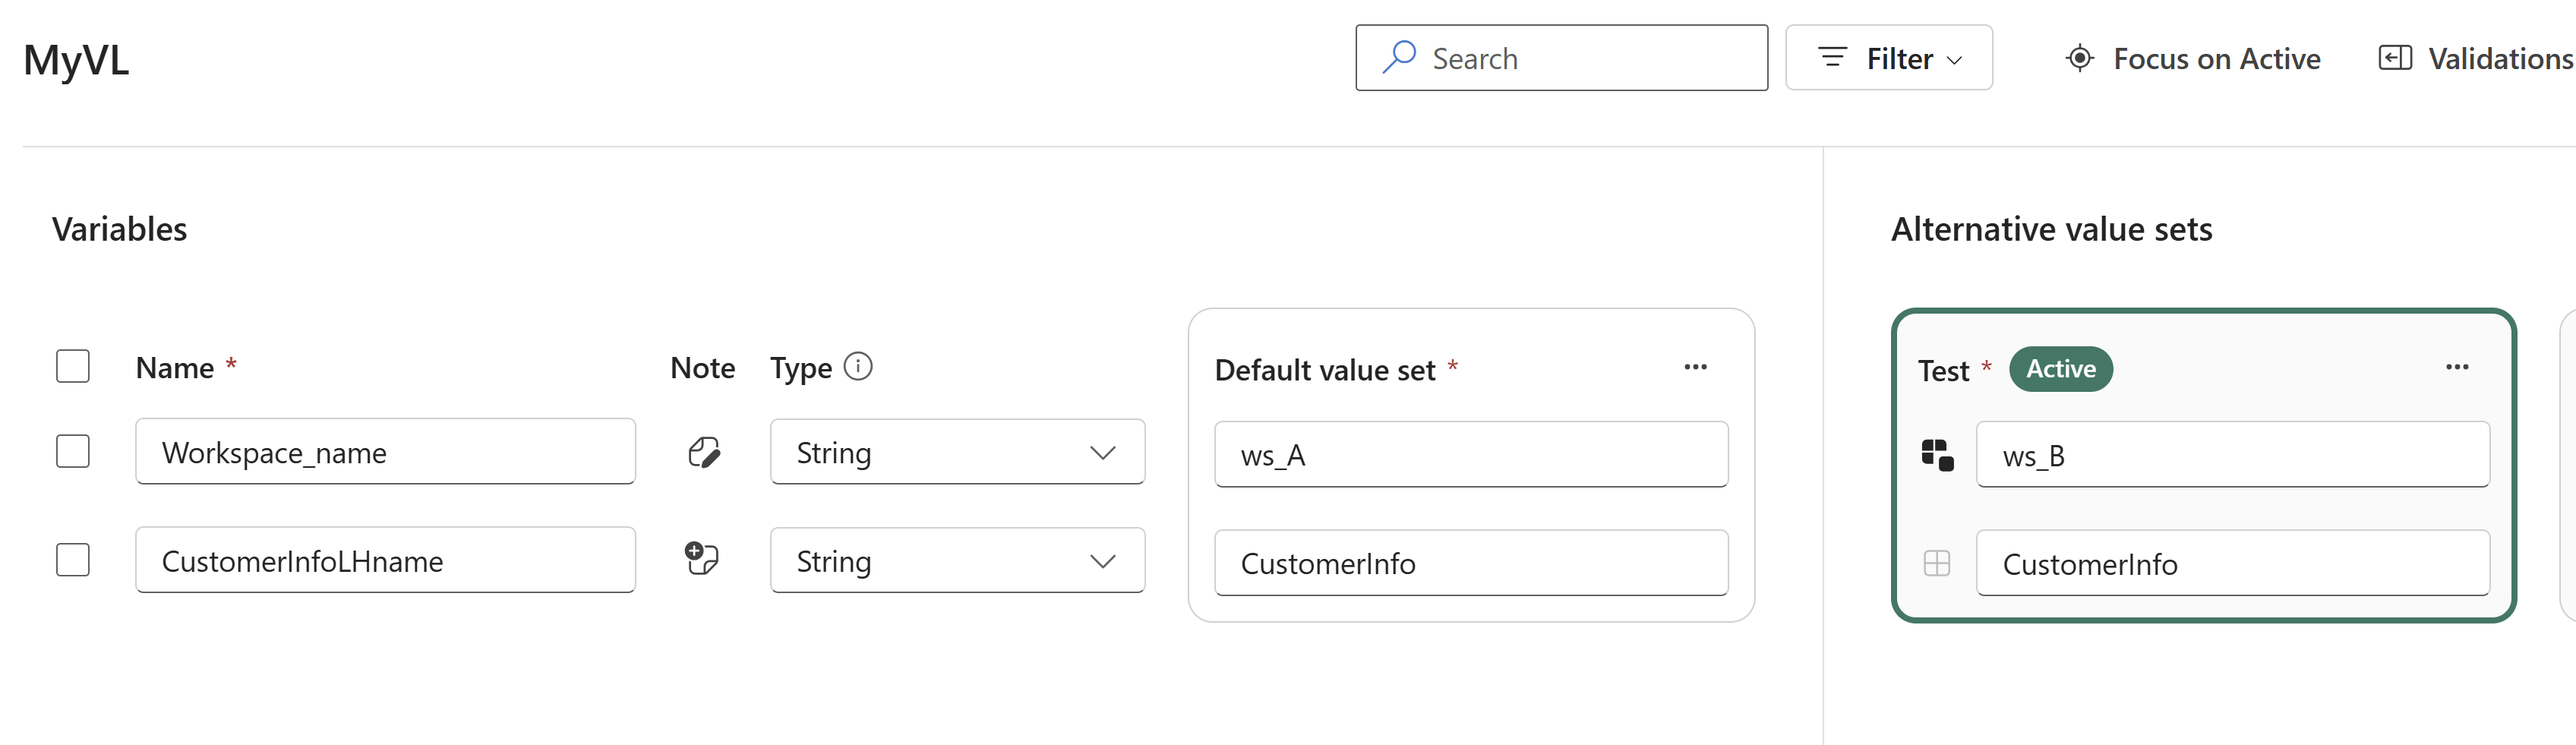 MyVL
Search
Filter
Focus on Active
Validations
Variables
Alternative value sets
Name *
Note
Type
Default value set *
Test * Active
Workspace_name
String
ws_A
ws_B
CustomerInfoLHname
String
CustomerInfo
CustomerInfo